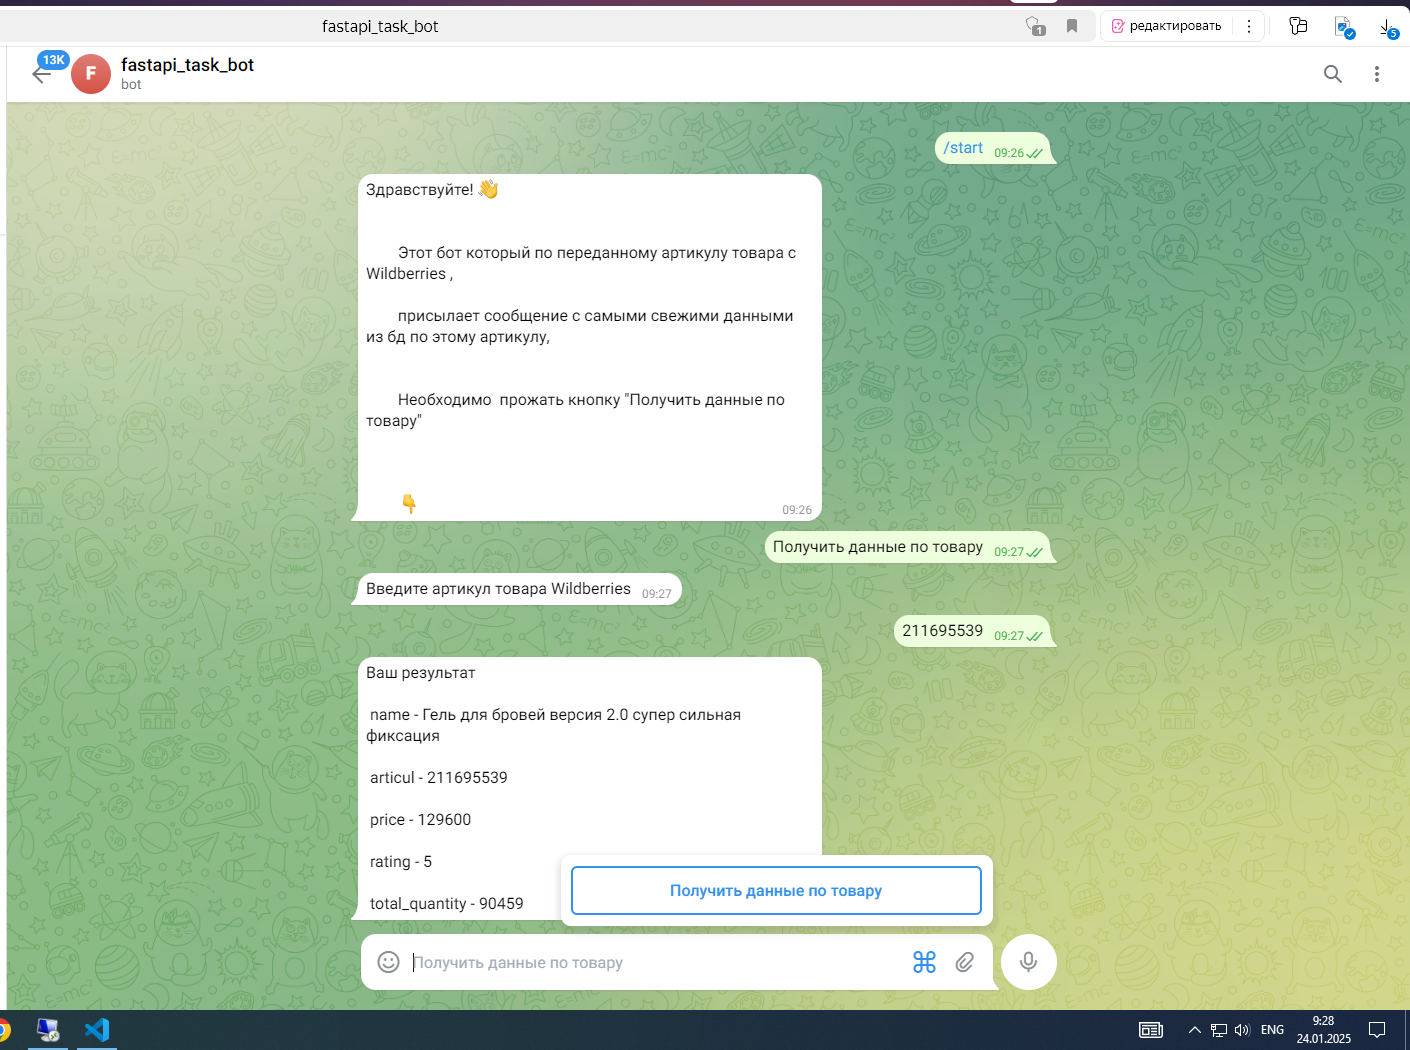 fastapi_task_bot
1
редактировать
5
13K
F
fastapi_task_bot
bot
/start 09:26
Здравствуйте! 👋
Этот бот который по переданному артикулу товара с
Wildberries ,
присылает сообщение с самыми свежими данными
из бд по этому артикулу,
Необходимо  прожать кнопку "Получить данные по
товару"
👇
09:26
Получить данные по товару 09:27
Введите артикул товара Wildberries 09:27
211695539 09:27
Ваш результат
name - Гель для бровей версия 2.0 супер сильная
фиксация
articul - 211695539
price - 129600
rating - 5
total_quantity - 90459
Получить данные по товару
Получить данные по товару
ENG
9:28
24.01.2025